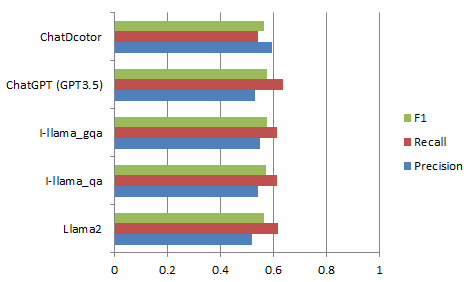 ChatDcotor
ChatGPT (GPT3.5)
I-llama_gqa
I-llama_qa
Llama2
0 0.2 0.4 0.6 0.8 1
F1
Recall
Precision